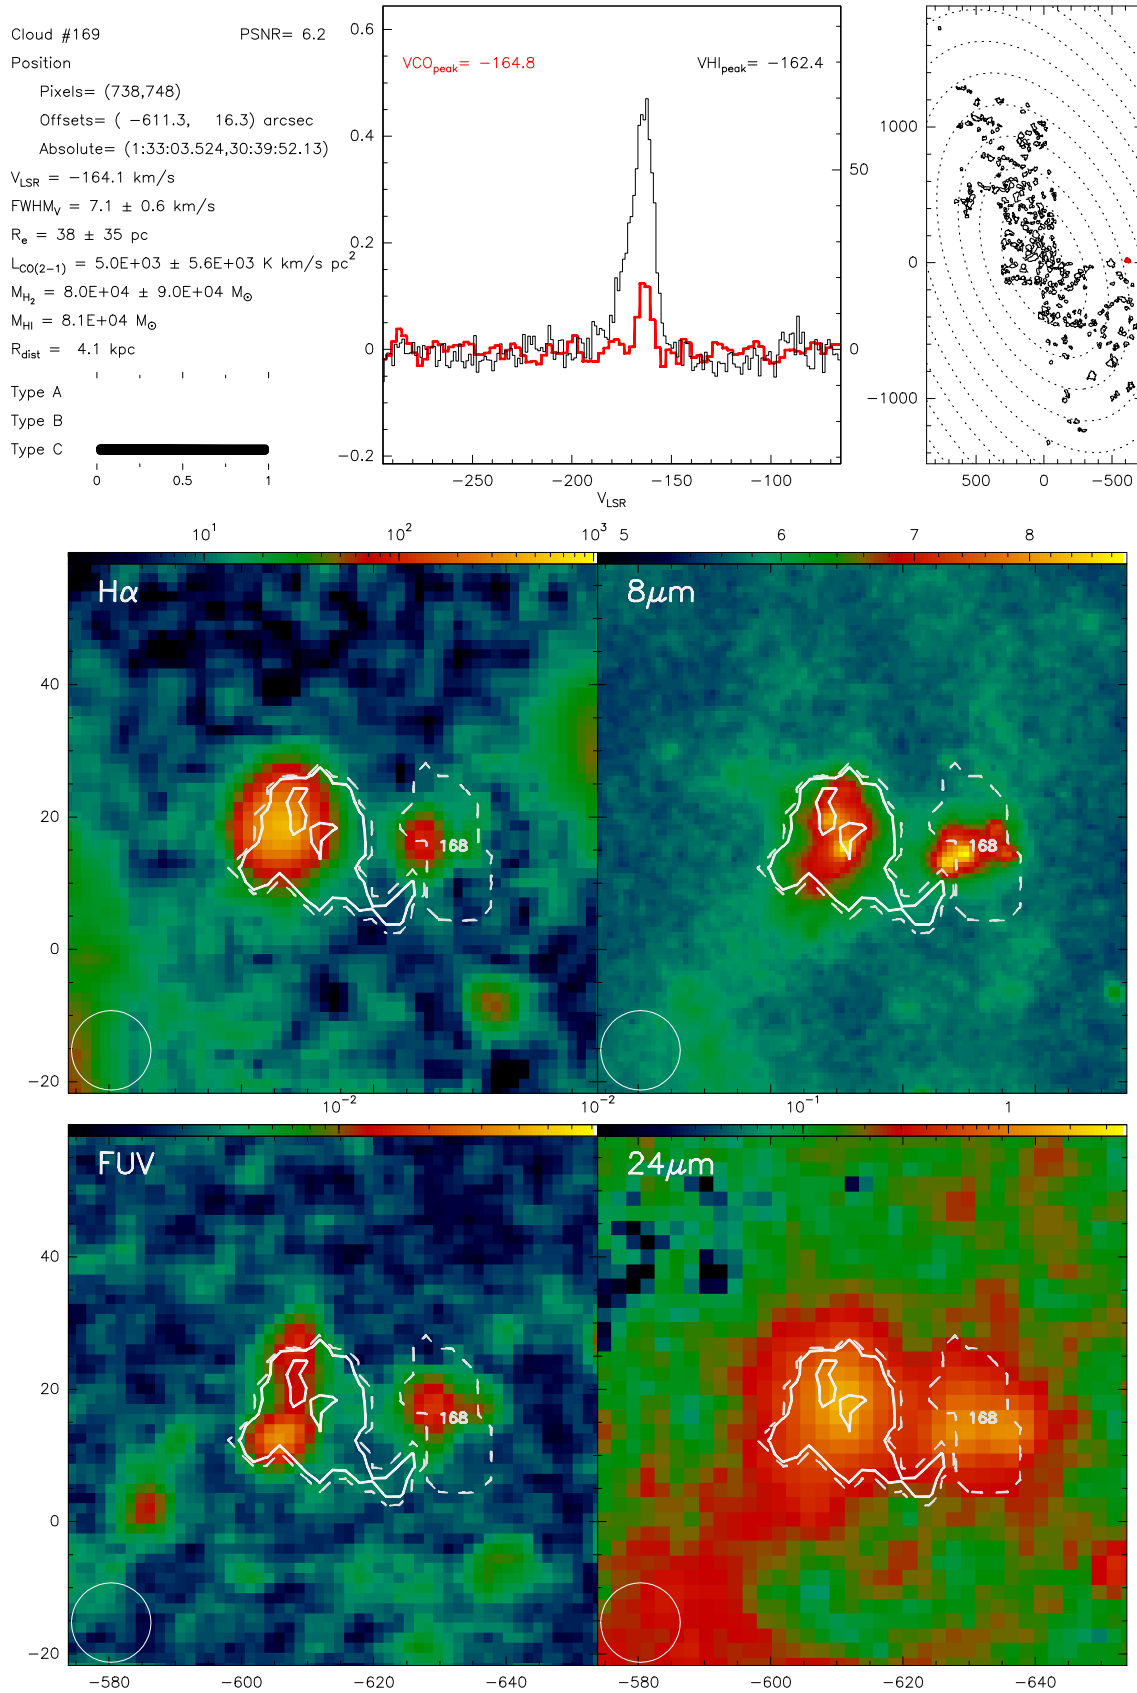 Cloud #169 PSNR= 6.2
Position
Pixels= (738,748)
Offsets= ( −611.3, 16.3) arcsec
Absolute= (1:33:03.524,30:39:52.13)
V_LSR = −164.1 km/s
FWHM_V = 7.1 ± 0.6 km/s
R_e = 38 ± 35 pc
L_CO(2−1) = 5.0E+03 ± 5.6E+03 K km/s pc²
M_H₂ = 8.0E+04 ± 9.0E+04 M☉
M_HI = 8.1E+04 M☉
R_dist = 4.1 kpc
Type A
Type B
Type C
0 0.5 1
VCO_peak= −164.8 VHI_peak= −162.4
0.6
0.4
0.2
0
−0.2
50
0
−250 −200 −150 −100
V_LSR
1000
0
−1000
500 0 −500
10¹ 10² 10³ 5 6 7 8
Hα 8μm
40
20
0
−20
168 168
10⁻² 10⁻² 10⁻¹ 1
FUV 24μm
40
20
0
−20
168 168
−580 −600 −620 −640 −580 −600 −620 −640